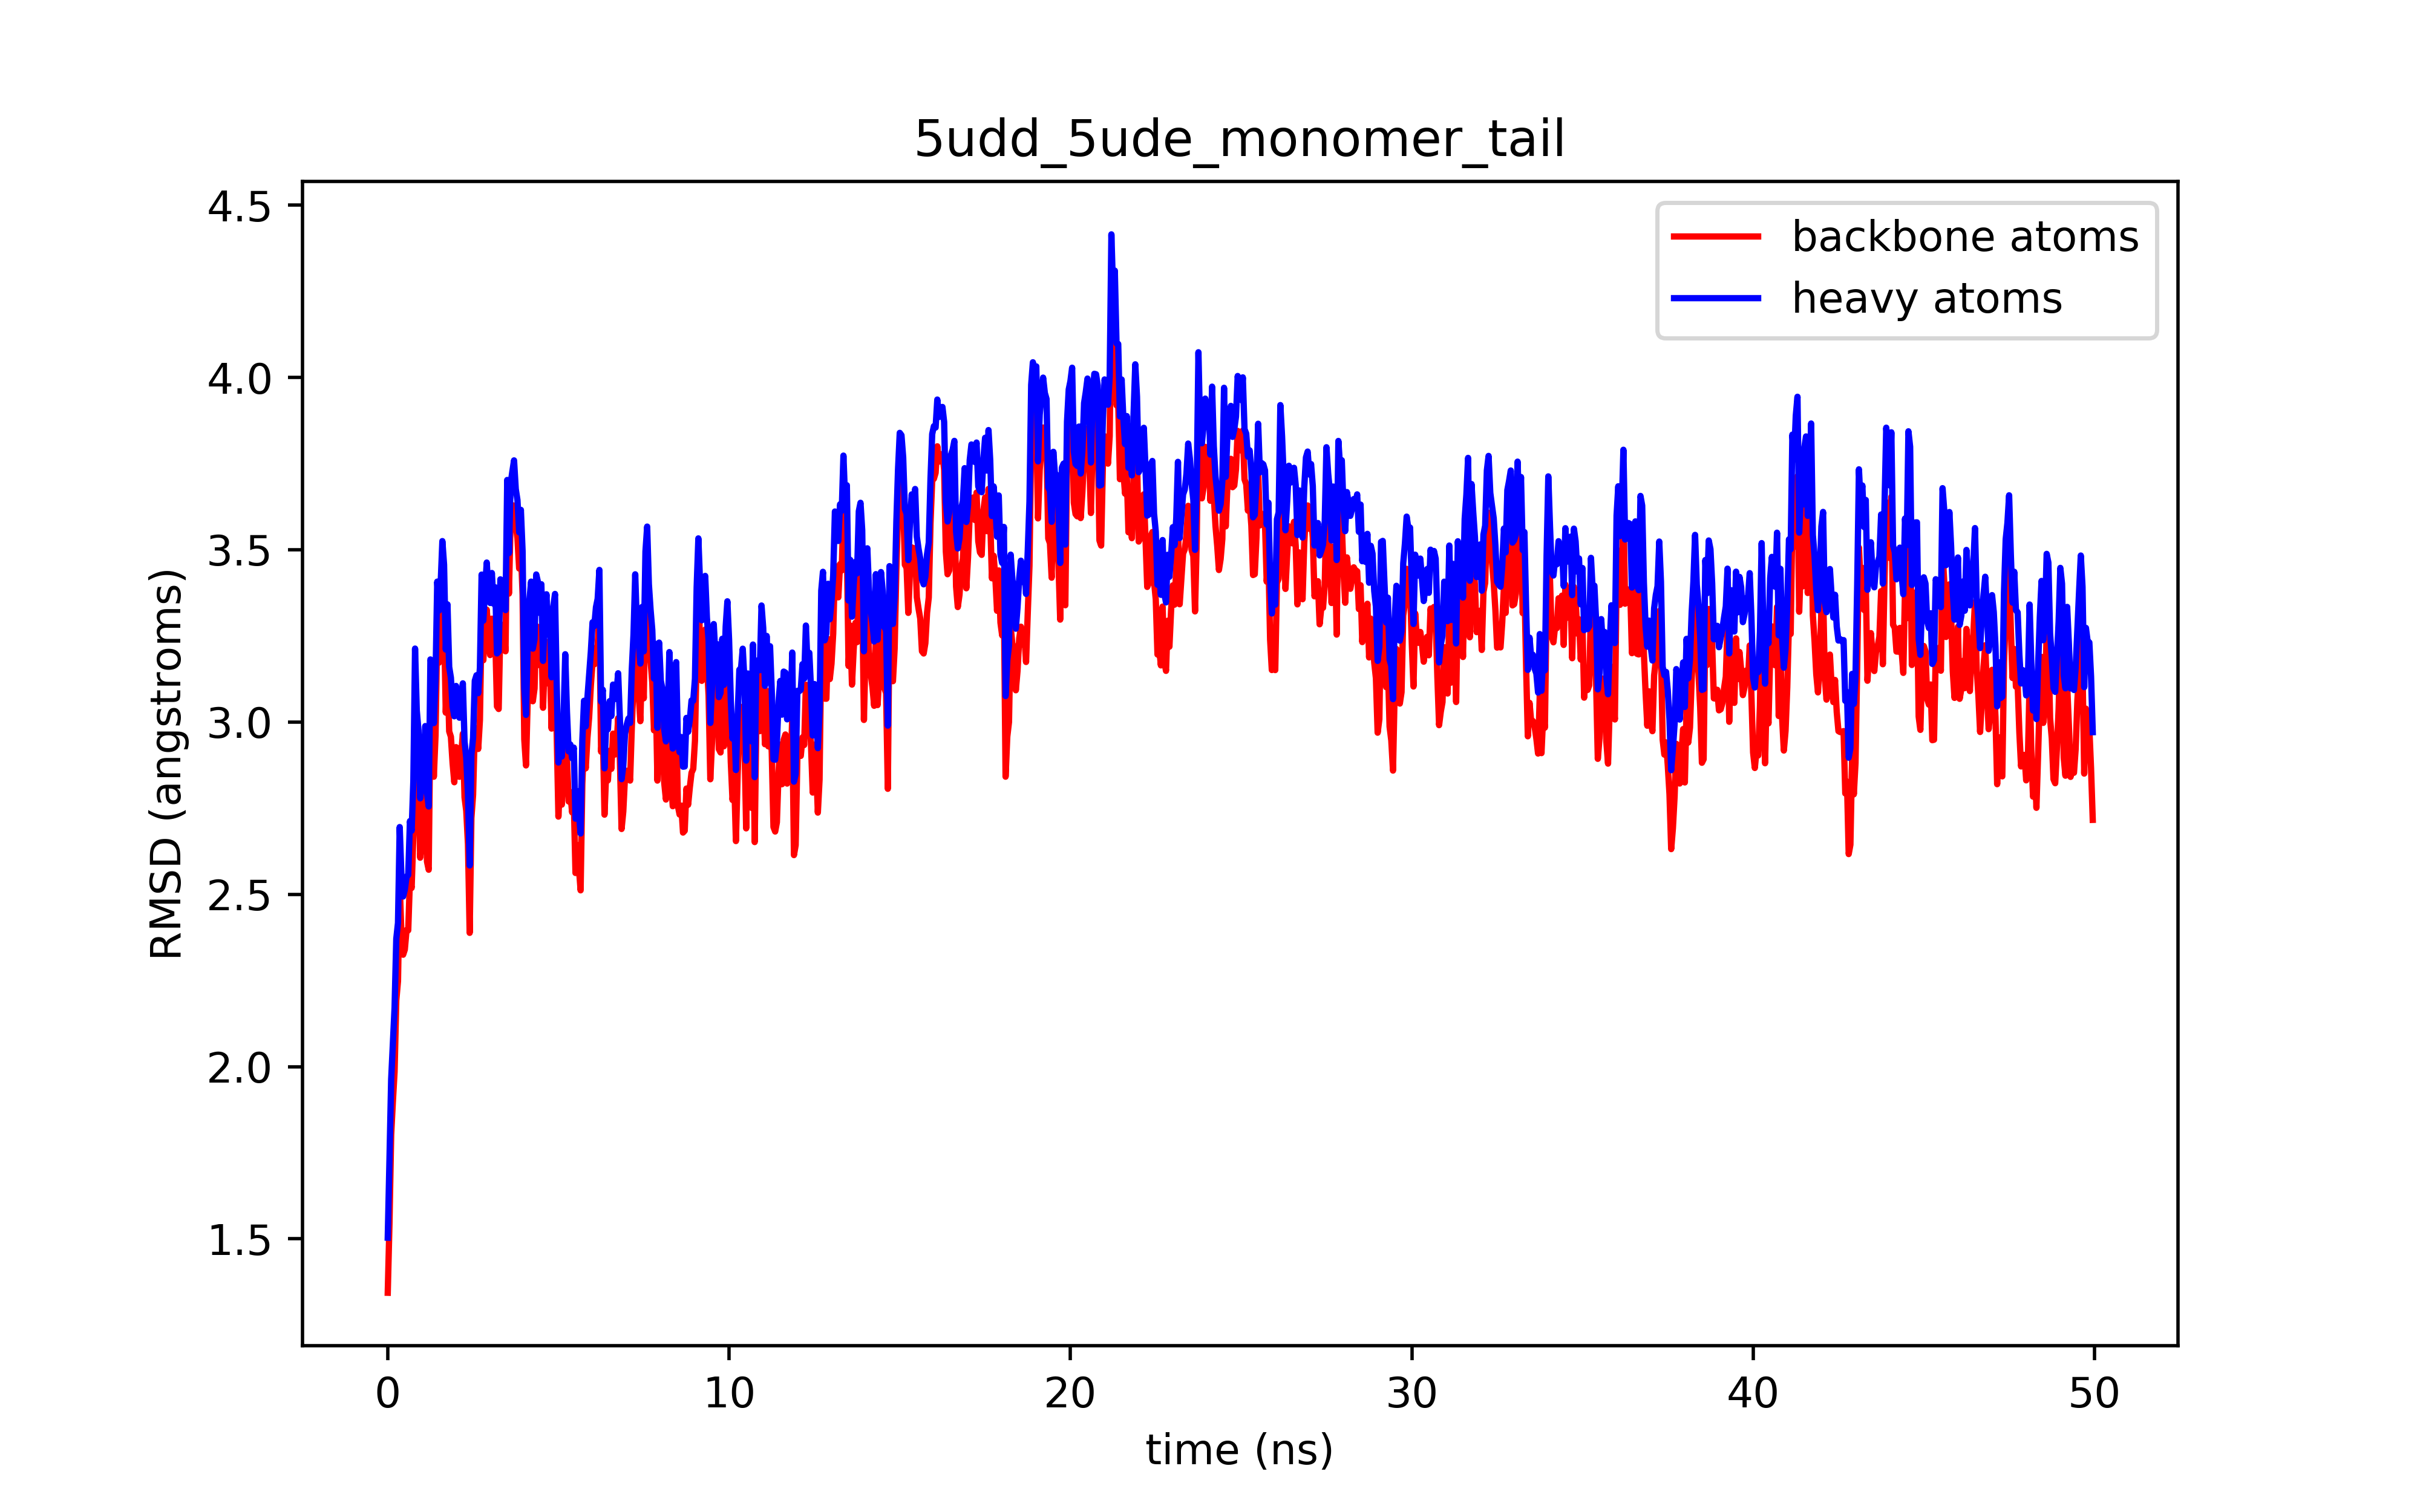 5udd_5ude_monomer_tail
backbone atoms
heavy atoms
RMSD (angstroms)
4.5
4.0
3.5
3.0
2.5
2.0
1.5
0 10 20 30 40 50
time (ns)